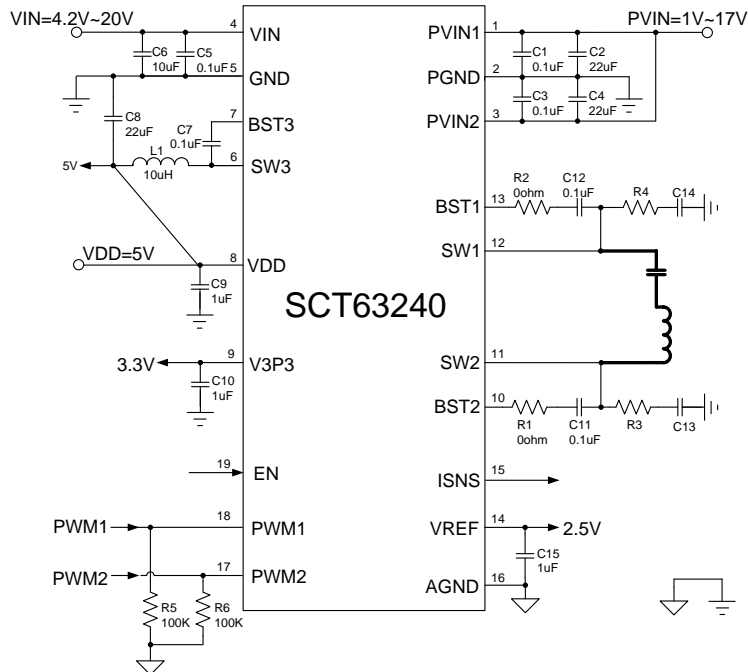 VIN=4.2V~20V
4
VIN
C6
10uF
C5
0.1uF
5
GND
C8
22uF
7
BST3
C7
0.1uF
5V
L1
10uH
6
SW3
VDD=5V
8
VDD
C9
1uF
SCT63240
3.3V
9
V3P3
C10
1uF
19
EN
PWM1
18
PWM1
PWM2
17
PWM2
R5
100K
R6
100K
PVIN1
1
PVIN=1V~17V
C1
0.1uF
C2
22uF
PGND
2
C3
0.1uF
C4
22uF
PVIN2
3
BST1
13
R2
0ohm
C12
0.1uF
R4
C14
SW1
12
SW2
11
BST2
10
R1
0ohm
C11
0.1uF
R3
C13
ISNS
15
VREF
14
2.5V
C15
1uF
AGND
16